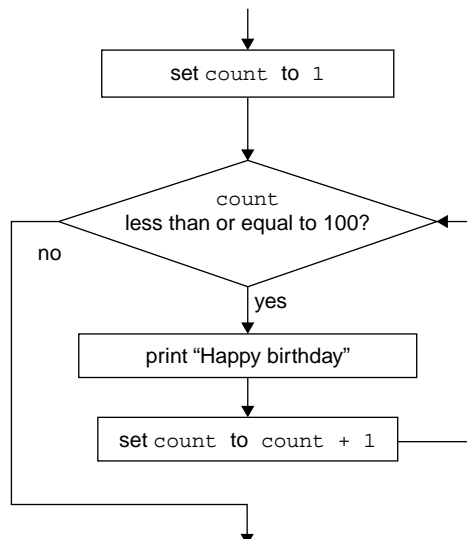 set count to 1
count
less than or equal to 100?
no
yes
print “Happy birthday”
set count to count + 1